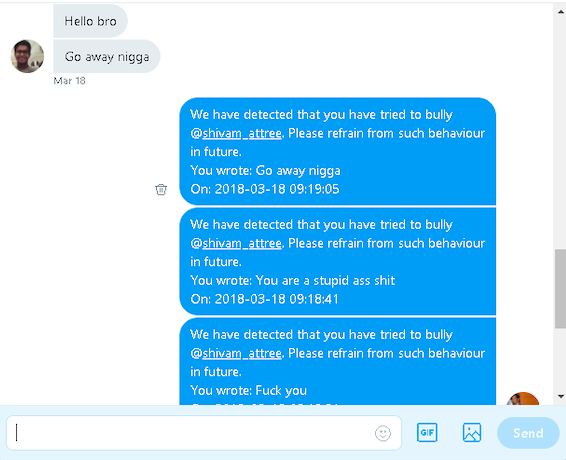 Hello bro
Go away nigga
Mar 18
We have detected that you have tried to bully
@shivam_attree. Please refrain from such behaviour
in future.
You wrote: Go away nigga
On: 2018-03-18 09:19:05
We have detected that you have tried to bully
@shivam_attree. Please refrain from such behaviour
in future.
You wrote: You are a stupid ass shit
On: 2018-03-18 09:18:41
We have detected that you have tried to bully
@shivam_attree. Please refrain from such behaviour
in future.
You wrote: Fuck you
GIF
Send